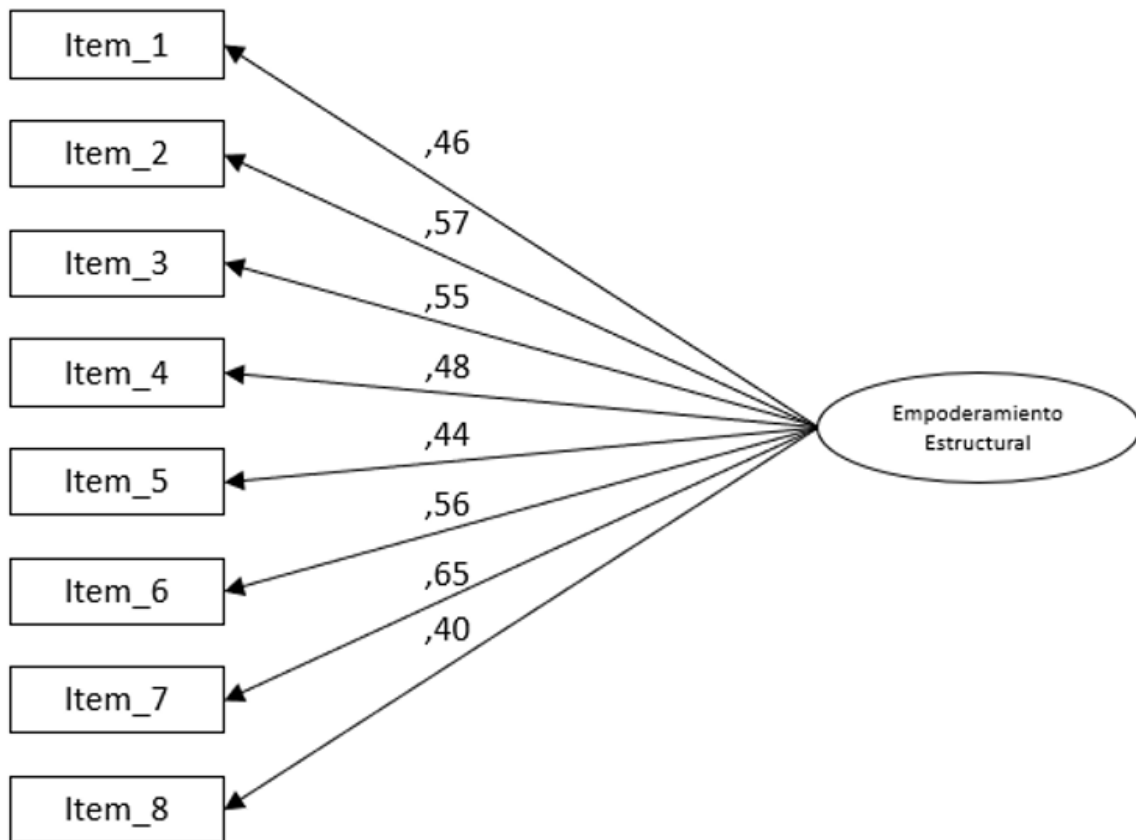 Item_1
,46
Item_2
,57
Item_3
,55
Item_4
,48
Empoderamiento
Estructural
,44
Item_5
,56
Item_6
,65
,40
Item_7
Item_8